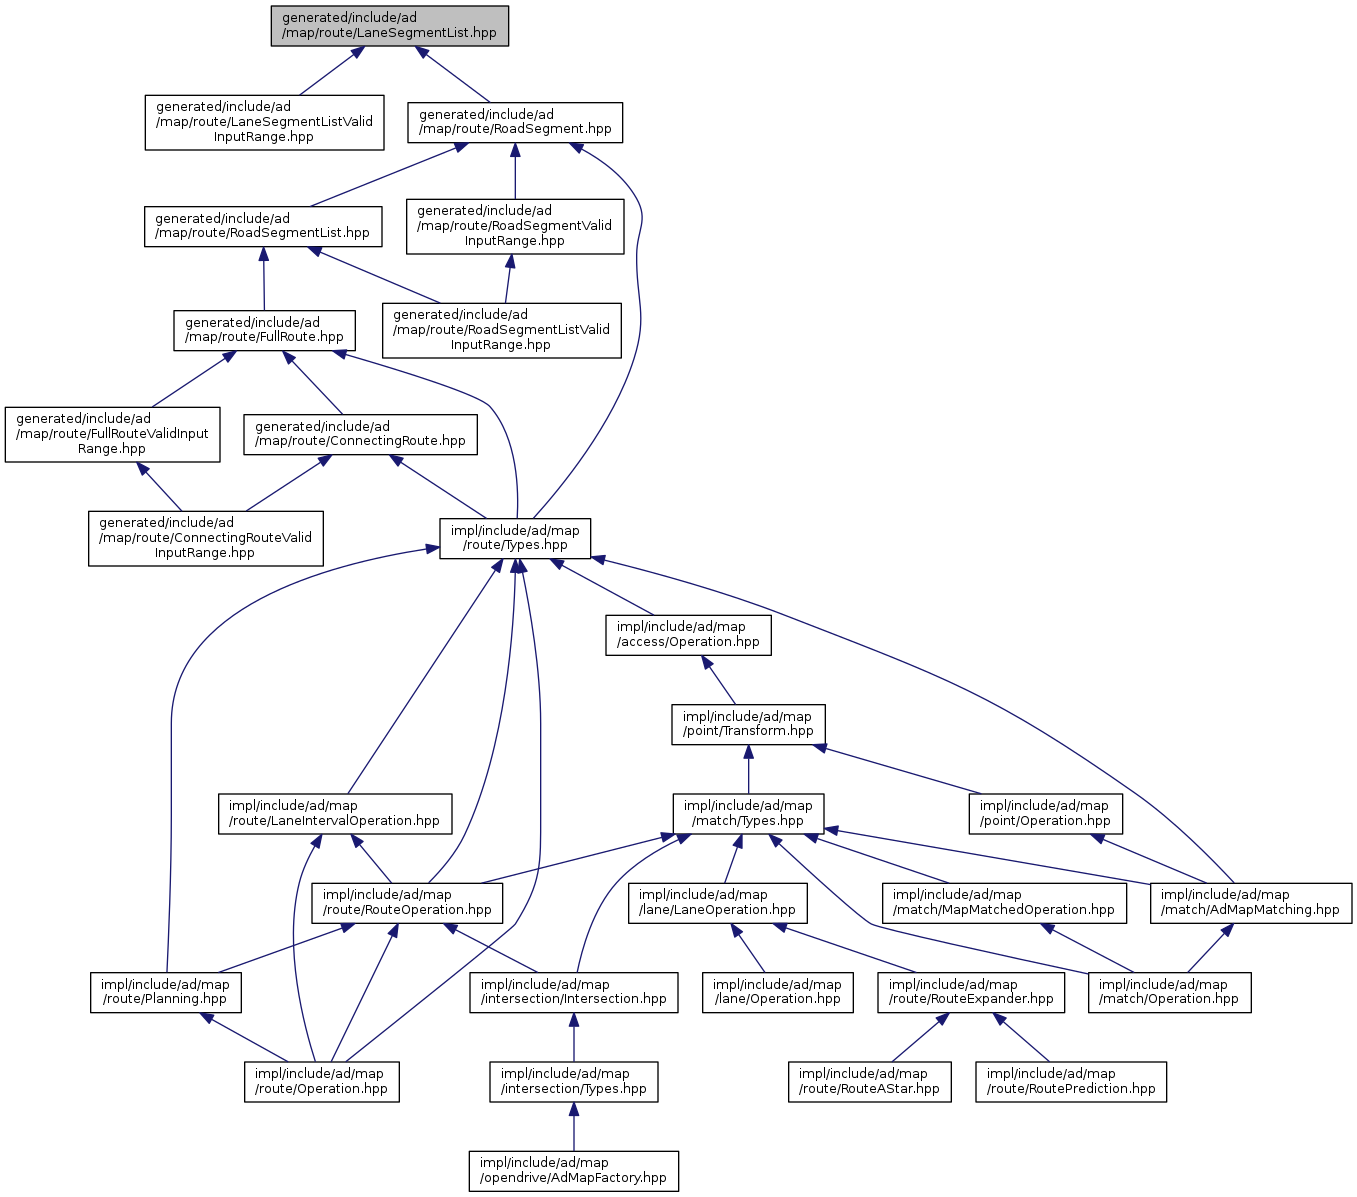 generated/include/ad
/map/route/LaneSegmentList.hpp
generated/include/ad
/map/route/LaneSegmentListValid
InputRange.hpp
generated/include/ad
/map/route/RoadSegment.hpp
generated/include/ad
/map/route/RoadSegmentList.hpp
generated/include/ad
/map/route/RoadSegmentValid
InputRange.hpp
generated/include/ad
/map/route/FullRoute.hpp
generated/include/ad
/map/route/RoadSegmentListValid
InputRange.hpp
generated/include/ad
/map/route/FullRouteValidInput
Range.hpp
generated/include/ad
/map/route/ConnectingRoute.hpp
generated/include/ad
/map/route/ConnectingRouteValid
InputRange.hpp
impl/include/ad/map
/route/Types.hpp
impl/include/ad/map
/access/Operation.hpp
impl/include/ad/map
/point/Transform.hpp
impl/include/ad/map
/route/LaneIntervalOperation.hpp
impl/include/ad/map
/match/Types.hpp
impl/include/ad/map
/point/Operation.hpp
impl/include/ad/map
/route/RouteOperation.hpp
impl/include/ad/map
/lane/LaneOperation.hpp
impl/include/ad/map
/match/MapMatchedOperation.hpp
impl/include/ad/map
/match/AdMapMatching.hpp
impl/include/ad/map
/route/Planning.hpp
impl/include/ad/map
/intersection/Intersection.hpp
impl/include/ad/map
/lane/Operation.hpp
impl/include/ad/map
/route/RouteExpander.hpp
impl/include/ad/map
/match/Operation.hpp
impl/include/ad/map
/route/Operation.hpp
impl/include/ad/map
/intersection/Types.hpp
impl/include/ad/map
/route/RouteAStar.hpp
impl/include/ad/map
/route/RoutePrediction.hpp
impl/include/ad/map
/opendrive/AdMapFactory.hpp